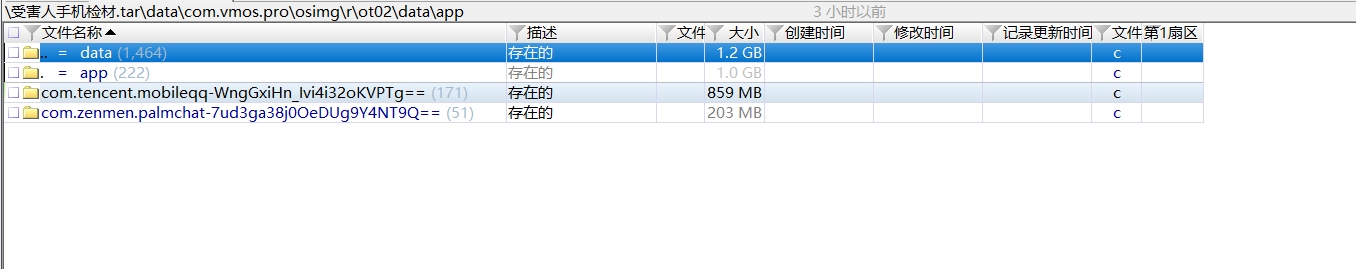 \受害人手机检材.tar\data\com.vmos.pro\osimg\r\ot02\data\app 3 小时以前
文件名称 描述 文件 大小 创建时间 修改时间 记录更新时间 文件 第1扇区
.. = data (1,464) 存在的 1.2 GB c
. = app (222) 存在的 1.0 GB c
com.tencent.mobileqq-WngGxiHn_Ivi4i32oKVPTg== (171) 存在的 859 MB c
com.zenmen.palmchat-7ud3ga38j0OeDUg9Y4NT9Q== (51) 存在的 203 MB c